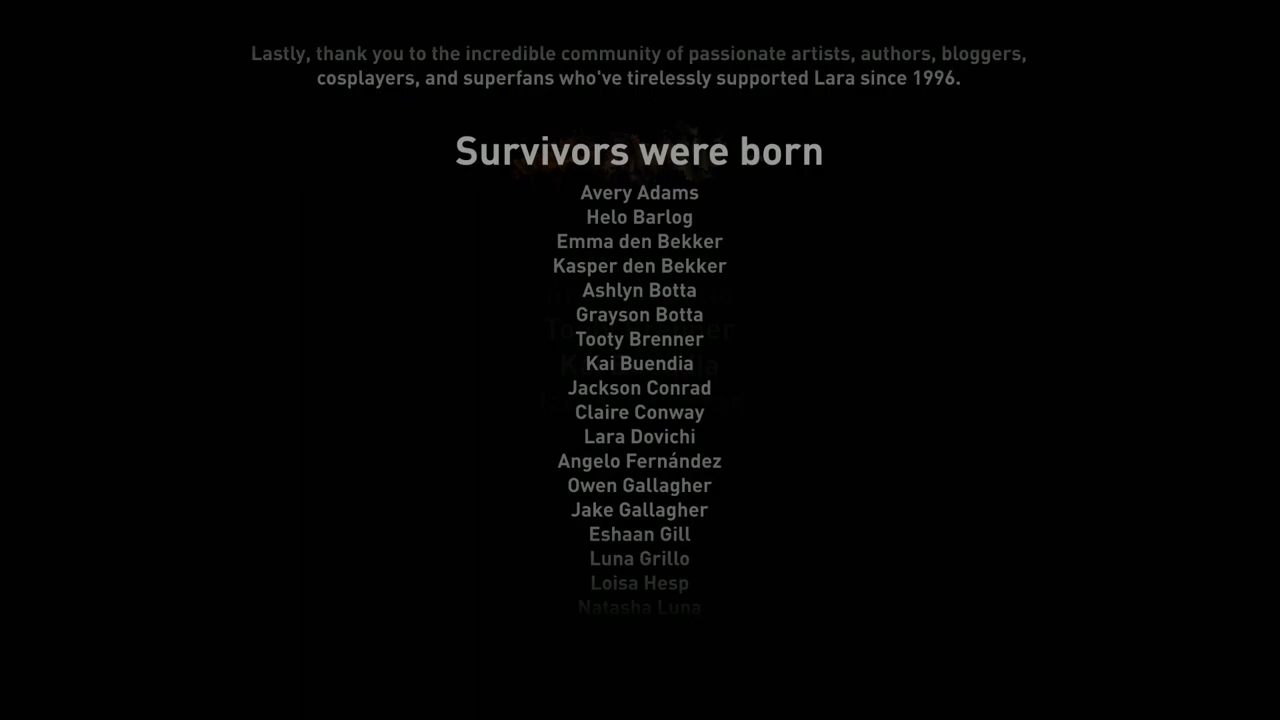 Lastly, thank you to the incredible community of passionate artists, authors, bloggers,
cosplayers, and superfans who've tirelessly supported Lara since 1996.
Survivors were born
Avery Adams
Helo Barlog
Emma den Bekker
Kasper den Bekker
Ashlyn Botta
Grayson Botta
Tooty Brenner
Kai Buendia
Jackson Conrad
Claire Conway
Lara Dovichi
Angelo Fernández
Owen Gallagher
Jake Gallagher
Eshaan Gill
Luna Grillo
Loisa Hesp
Natasha Luna